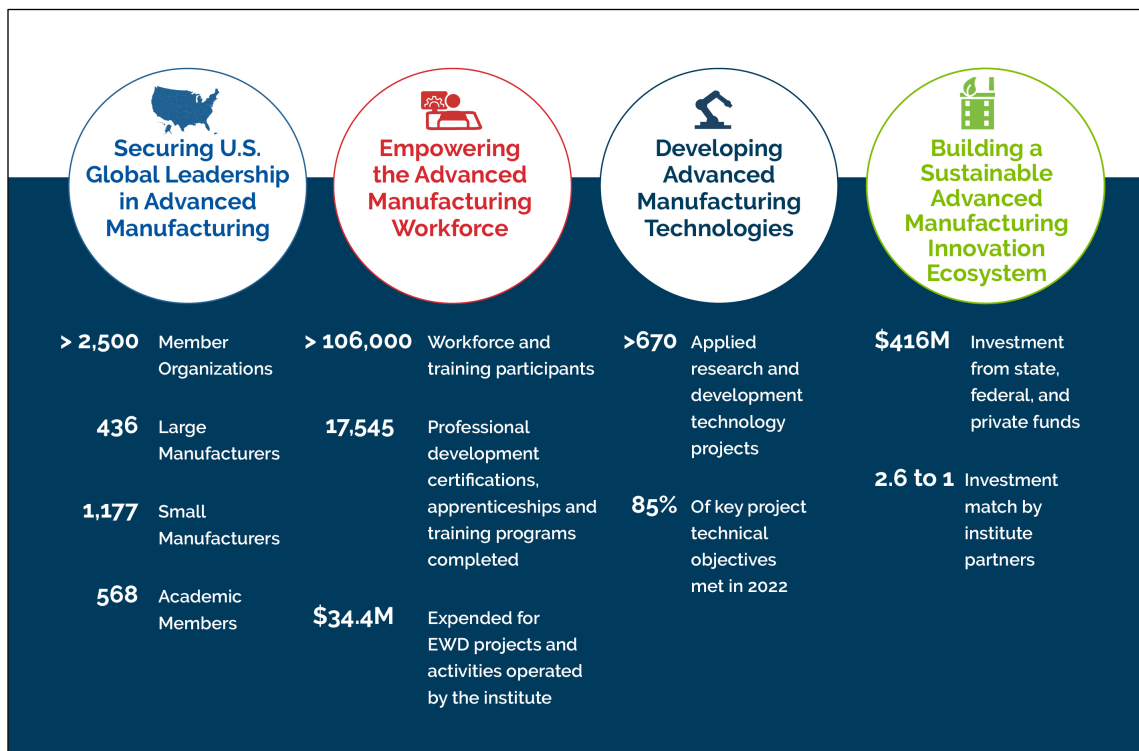 Securing U.S.
Global Leadership
in Advanced
Manufacturing
> 2,500 Member
Organizations
436 Large
Manufacturers
1,177 Small
Manufacturers
568 Academic
Members
Empowering
the Advanced
Manufacturing
Workforce
> 106,000 Workforce and
training participants
17,545 Professional
development
certifications,
apprenticeships and
training programs
completed
$34.4M Expended for
EWD projects and
activities operated
by the institute
Developing
Advanced
Manufacturing
Technologies
>670 Applied
research and
development
technology
projects
85% Of key project
technical
objectives
met in 2022
Building a
Sustainable
Advanced
Manufacturing
Innovation
Ecosystem
$416M Investment
from state,
federal, and
private funds
2.6 to 1 Investment
match by
institute
partners